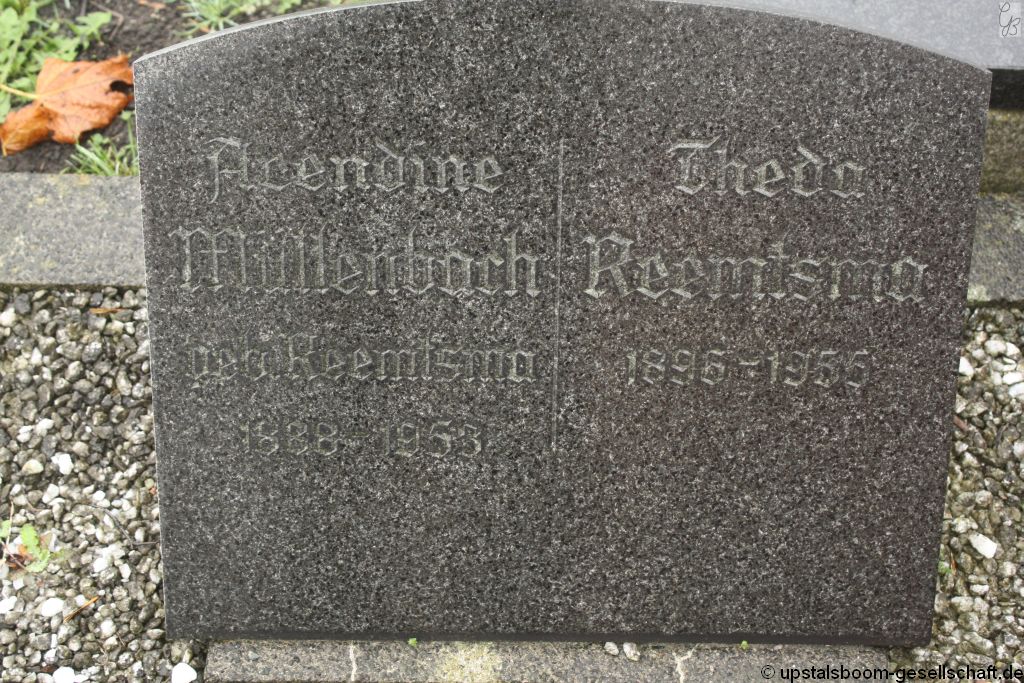 Arendine
Müllenbach
geb. Reemtsma
1888-1953
Theda
Reemtsma
1896-1955
© upstalsboom-gesellschaft.de